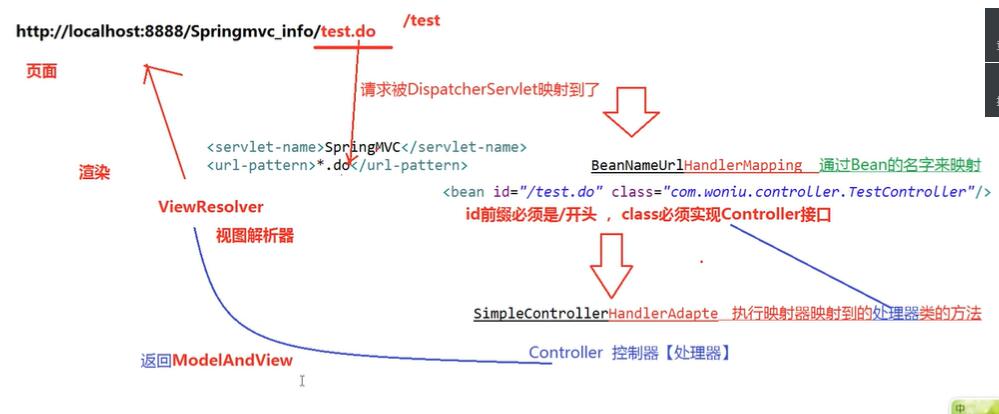 http://localhost:8888/Springmvc_info/test.do
/test
页面
请求被DispatcherServlet映射到了
<servlet-name>SpringMVC</servlet-name>
<url-pattern>*.do</url-pattern>
BeanNameUrlHandlerMapping 通过Bean的名字来映射
<bean id="/test.do" class="com.woniu.controller.TestController"/>
id前缀必须是/开头 ，class必须实现Controller接口
渲染
ViewResolver
视图解析器
SimpleControllerHandlerAdapte 执行映射器映射到的处理器类的方法
Controller 控制器【处理器】
返回ModelAndView
中